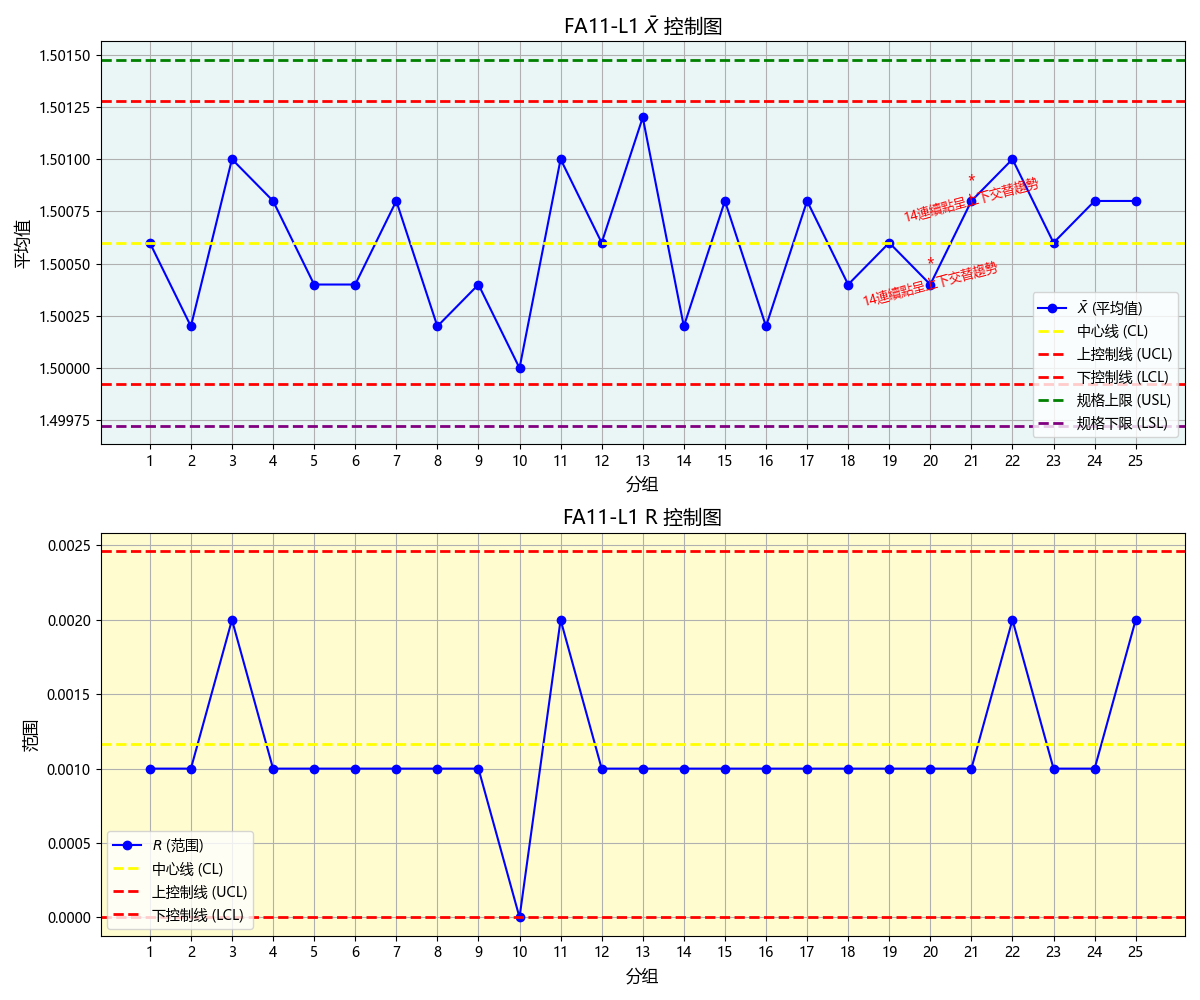 FA11-L1 X̄ 控制图
平均值
1.50150
1.50125
1.50100
1.50075
1.50050
1.50025
1.50000
1.49975
*
14連續點呈上下交替趨勢
*
14連續點呈上下交替趨勢
X̄ (平均值)
中心线 (CL)
上控制线 (UCL)
下控制线 (LCL)
规格上限 (USL)
规格下限 (LSL)
1 2 3 4 5 6 7 8 9 10 11 12 13 14 15 16 17 18 19 20 21 22 23 24 25
分组
FA11-L1 R 控制图
范围
0.0025
0.0020
0.0015
0.0010
0.0005
0.0000
R (范围)
中心线 (CL)
上控制线 (UCL)
下控制线 (LCL)
1 2 3 4 5 6 7 8 9 10 11 12 13 14 15 16 17 18 19 20 21 22 23 24 25
分组